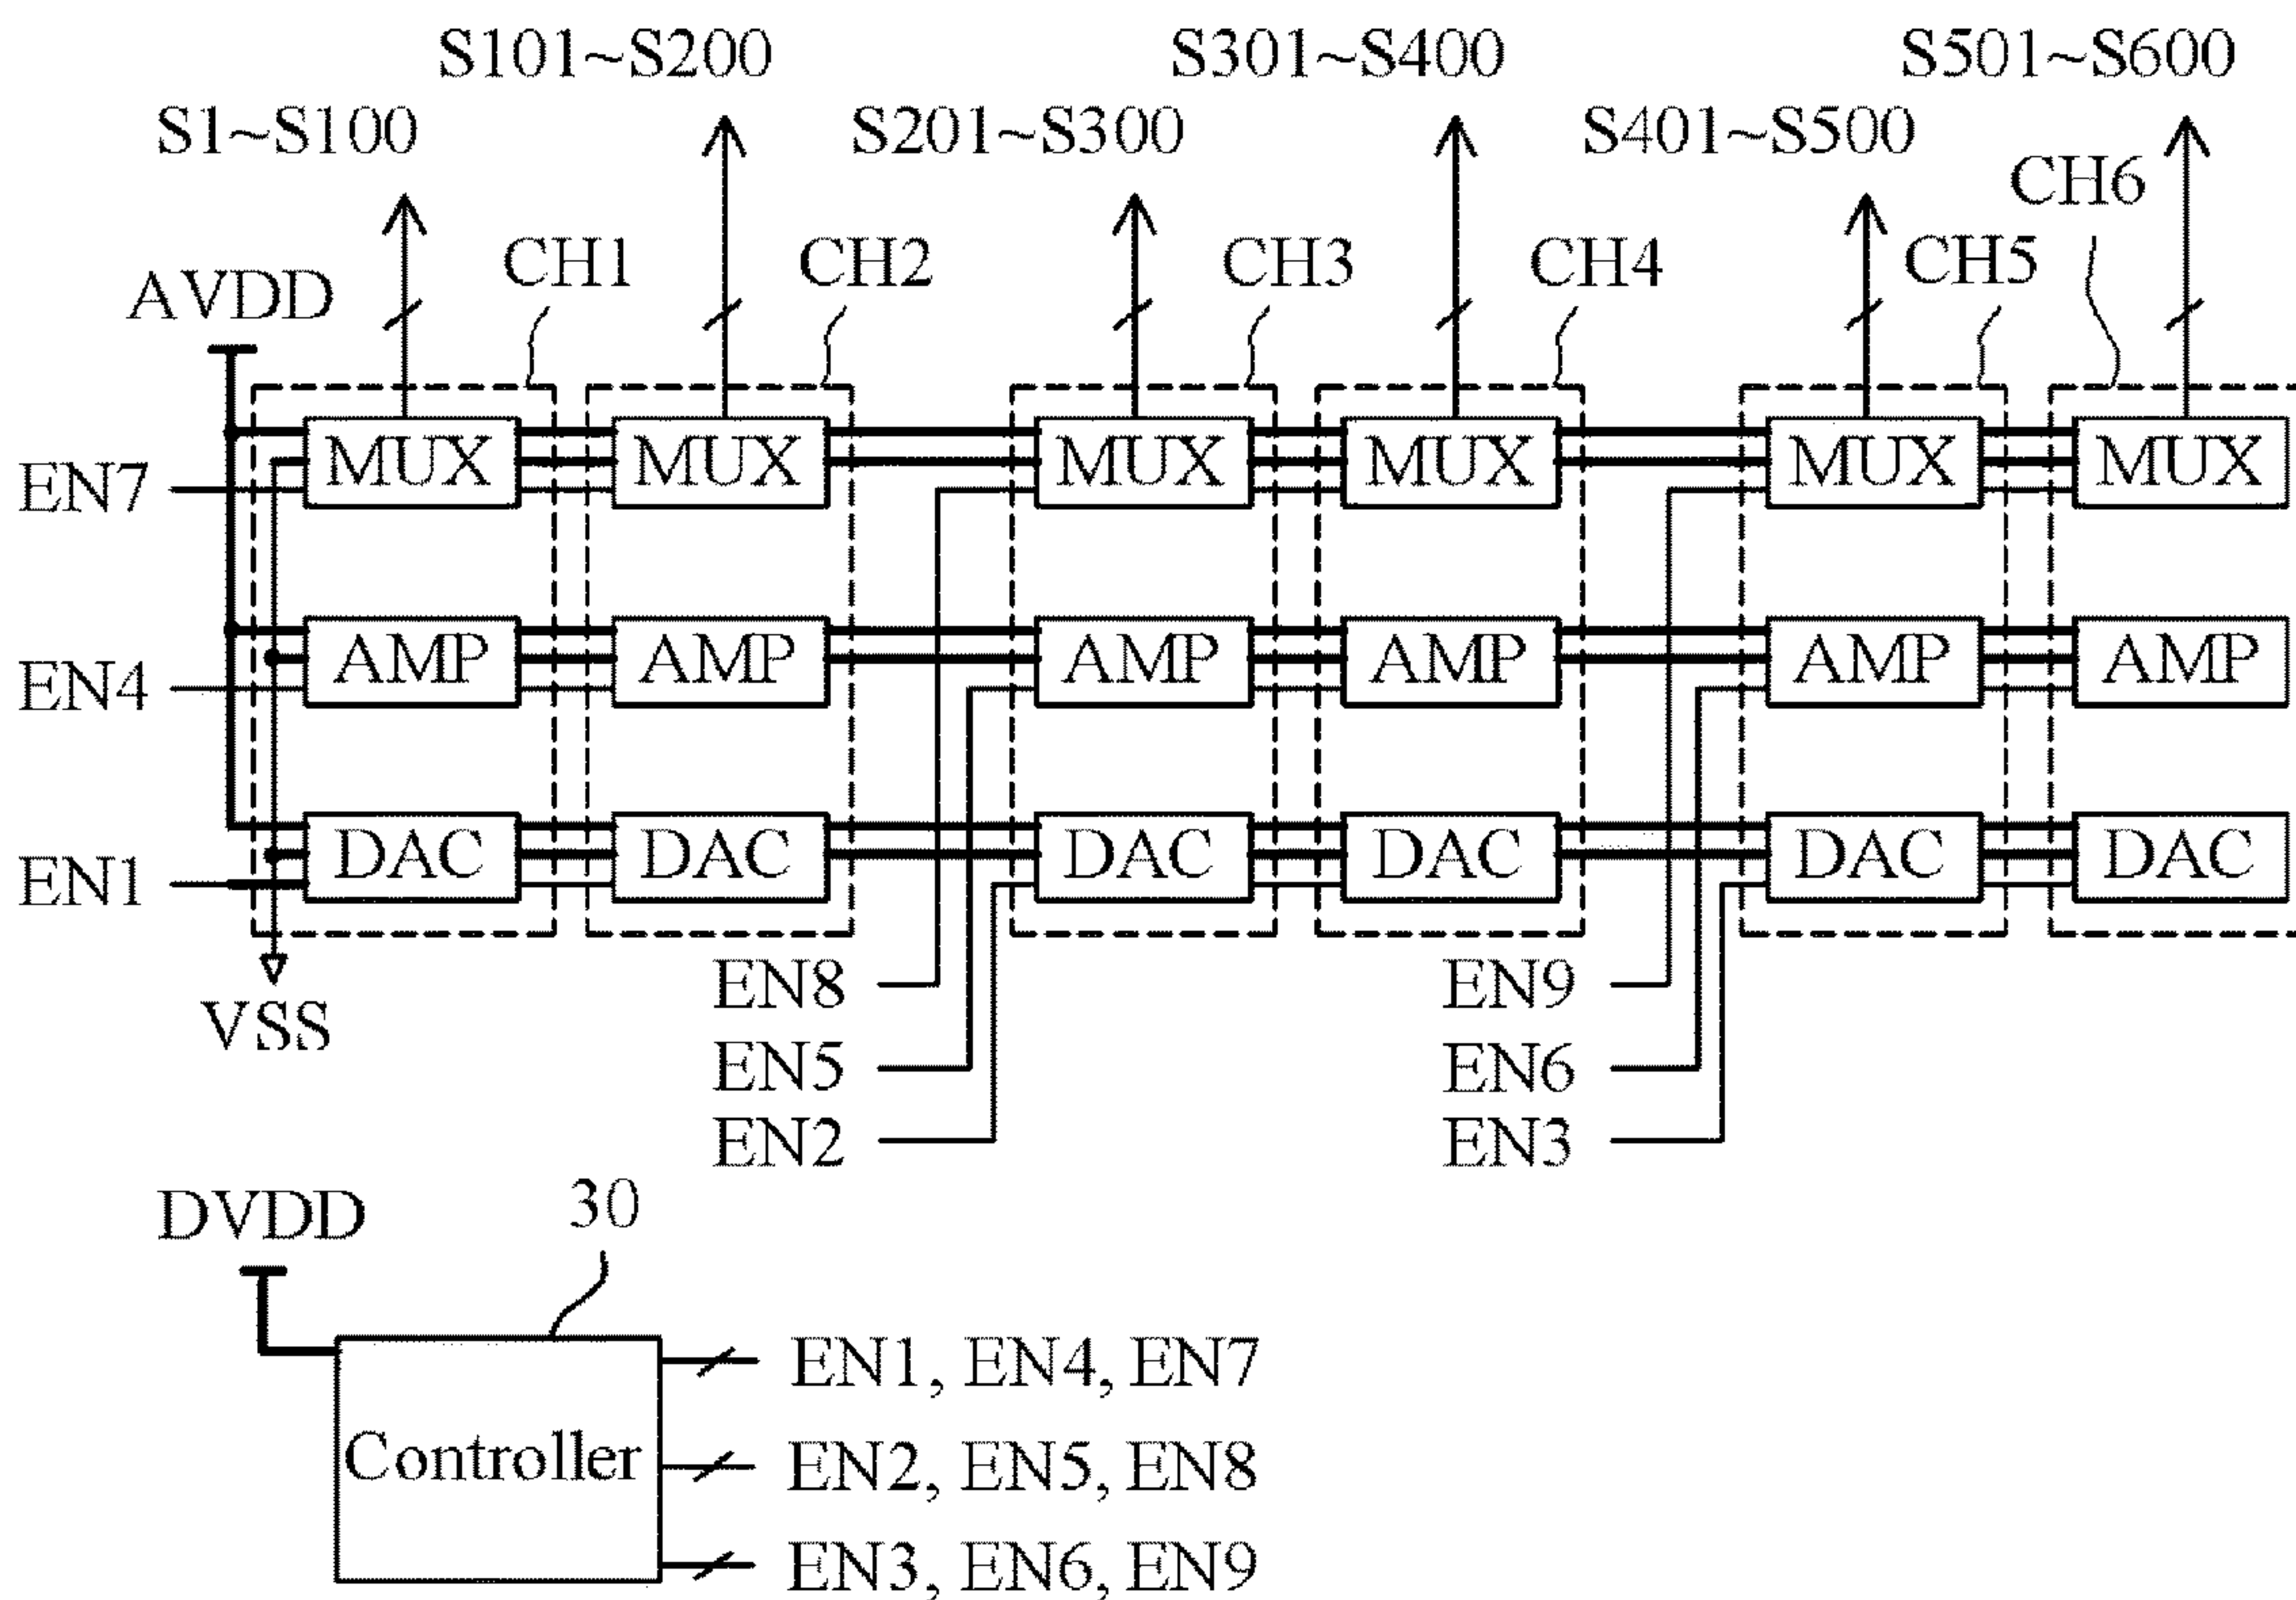 S101~S200 S301~S400 S501~S600
S1~S100 S201~S300 S401~S500
CH6
AVDD CH1 CH2 CH3 CH4 CH5
EN7 MUX MUX MUX MUX MUX MUX
EN4 AMP AMP AMP AMP AMP AMP
EN1 DAC DAC DAC DAC DAC DAC
VSS EN8 EN9
EN5 EN6
EN2 EN3
DVDD 30
EN1, EN4, EN7
Controller EN2, EN5, EN8
EN3, EN6, EN9